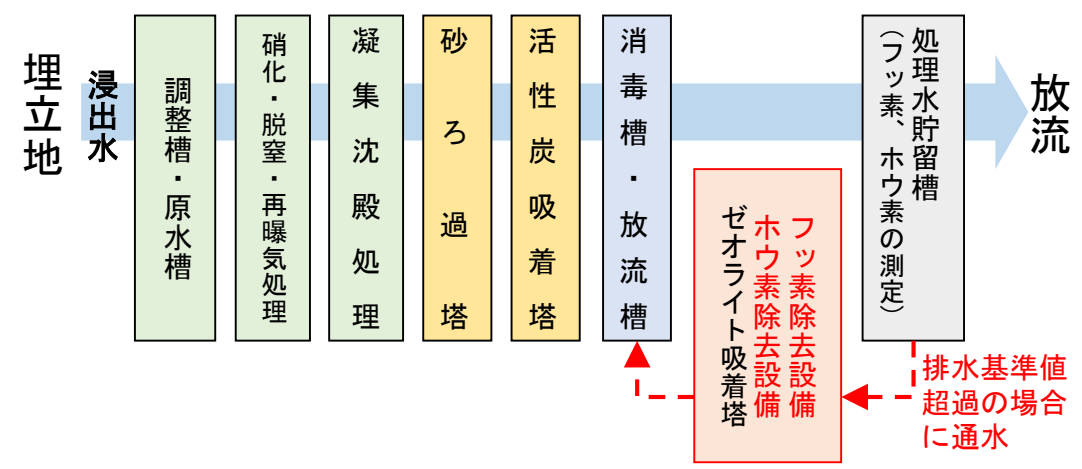 埋立地
浸出水
調整槽・原水槽
硝化・脱窒・再曝気処理
凝集沈殿処理
砂ろ過塔
活性炭吸着塔
消毒槽・放流槽
ゼオライト吸着塔
ホウ素除去設備
フッ素除去設備
処理水貯留槽
（フッ素、ホウ素の測定）
放流
排水基準値
超過の場合
に通水